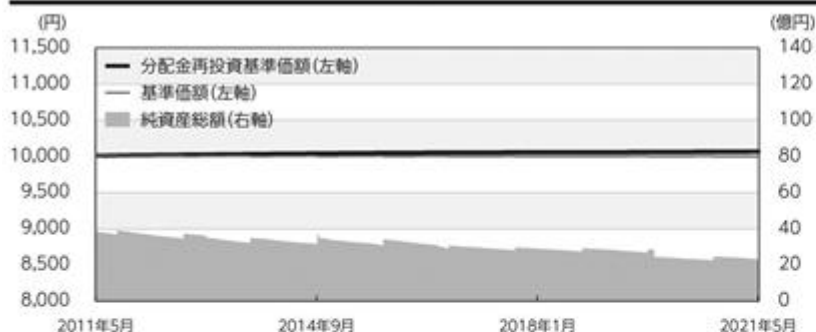 (円) (億円)
11,500 140
分配金再投資基準価額(左軸)
11,000 120
基準価額(左軸)
10,500 100
純資産総額(右軸)
10,000 80
9,500 60
9,000 40
8,500 20
8,000 0
2011年5月 2014年9月 2018年1月 2021年5月